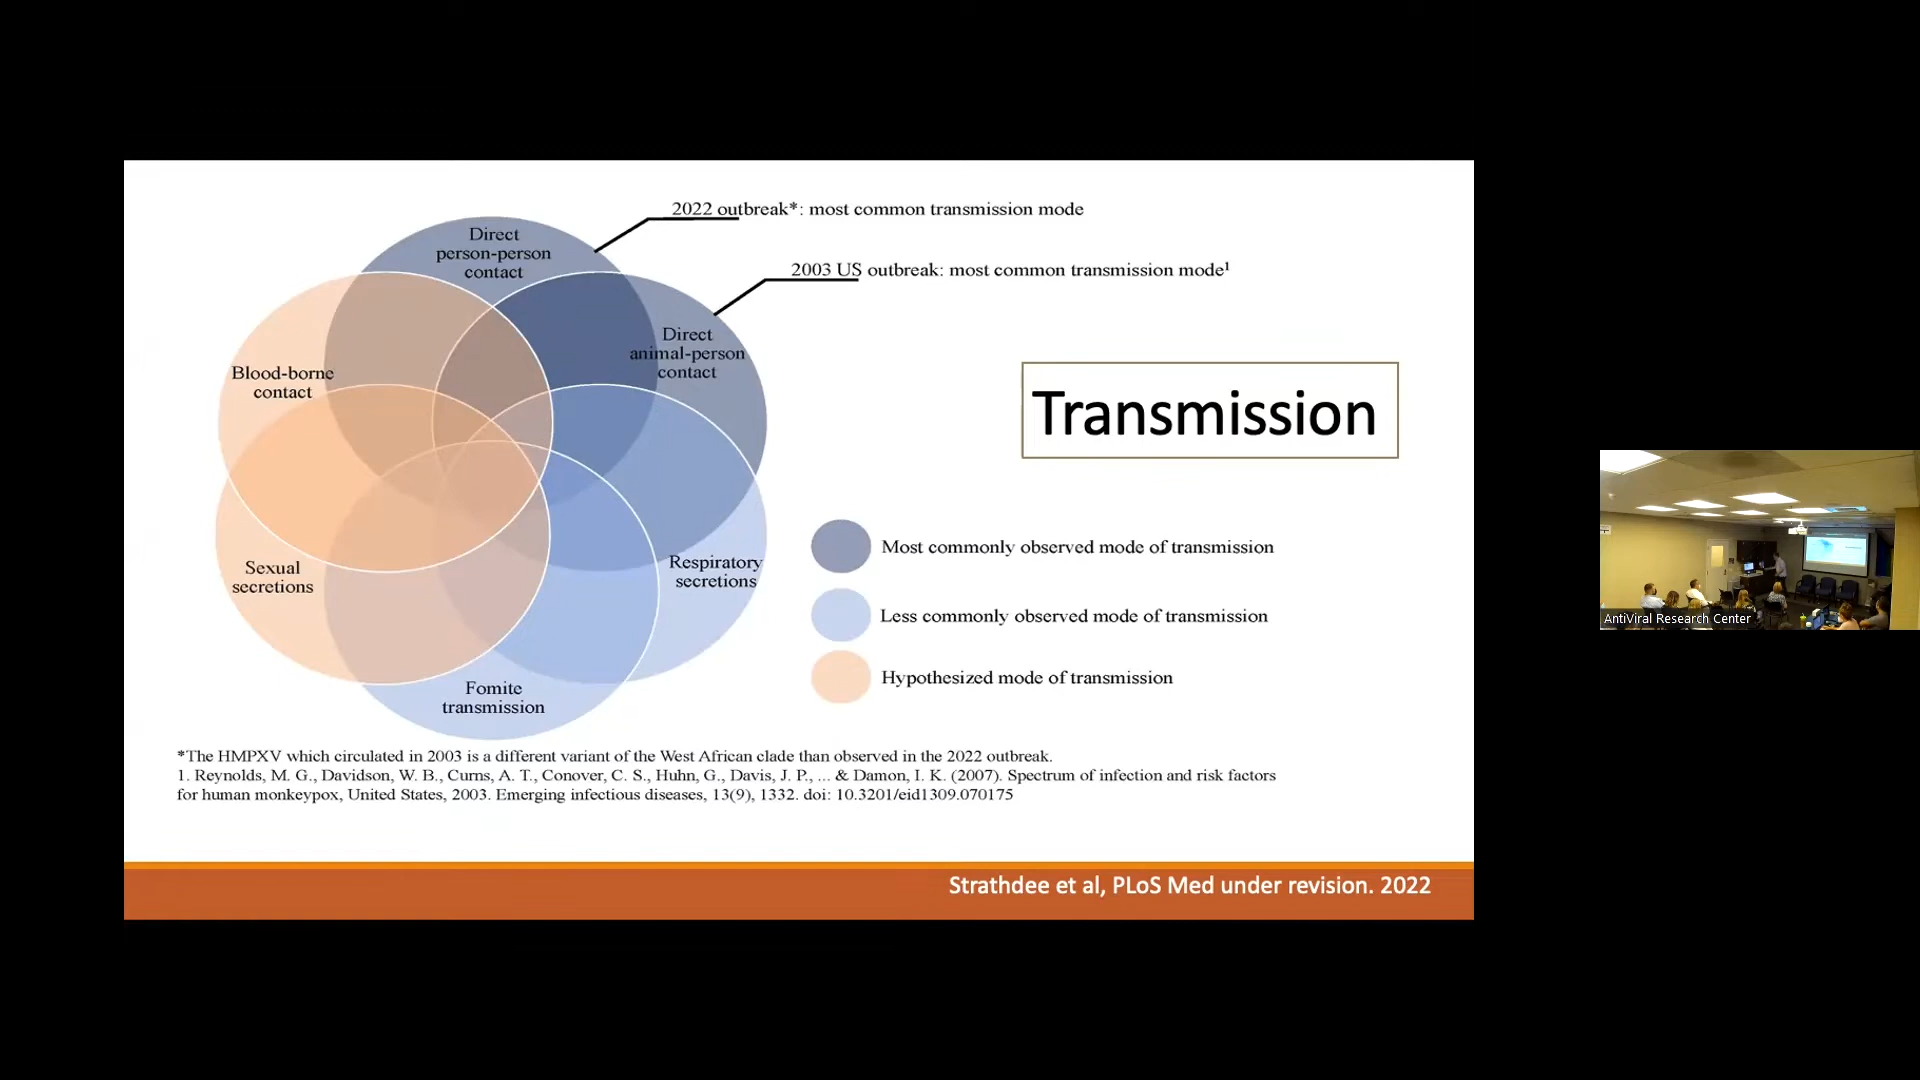 2022 outbreak*: most common transmission mode
2003 US outbreak: most common transmission mode¹
Direct
person-person
contact
Direct
animal-person
contact
Blood-borne
contact
Transmission
Sexual
secretions
Respiratory
secretions
Fomite
transmission
Most commonly observed mode of transmission
Less commonly observed mode of transmission
Hypothesized mode of transmission
*The HMPXV which circulated in 2003 is a different variant of the West African clade than observed in the 2022 outbreak.
1. Reynolds, M. G., Davidson, W. B., Curns, A. T., Conover, C. S., Huhn, G., Davis, J. P., ... & Damon, I. K. (2007). Spectrum of infection and risk factors
for human monkeypox, United States, 2003. Emerging infectious diseases, 13(9), 1332. doi: 10.3201/eid1309.070175
Strathdee et al, PLoS Med under revision. 2022
AntiViral Research Center